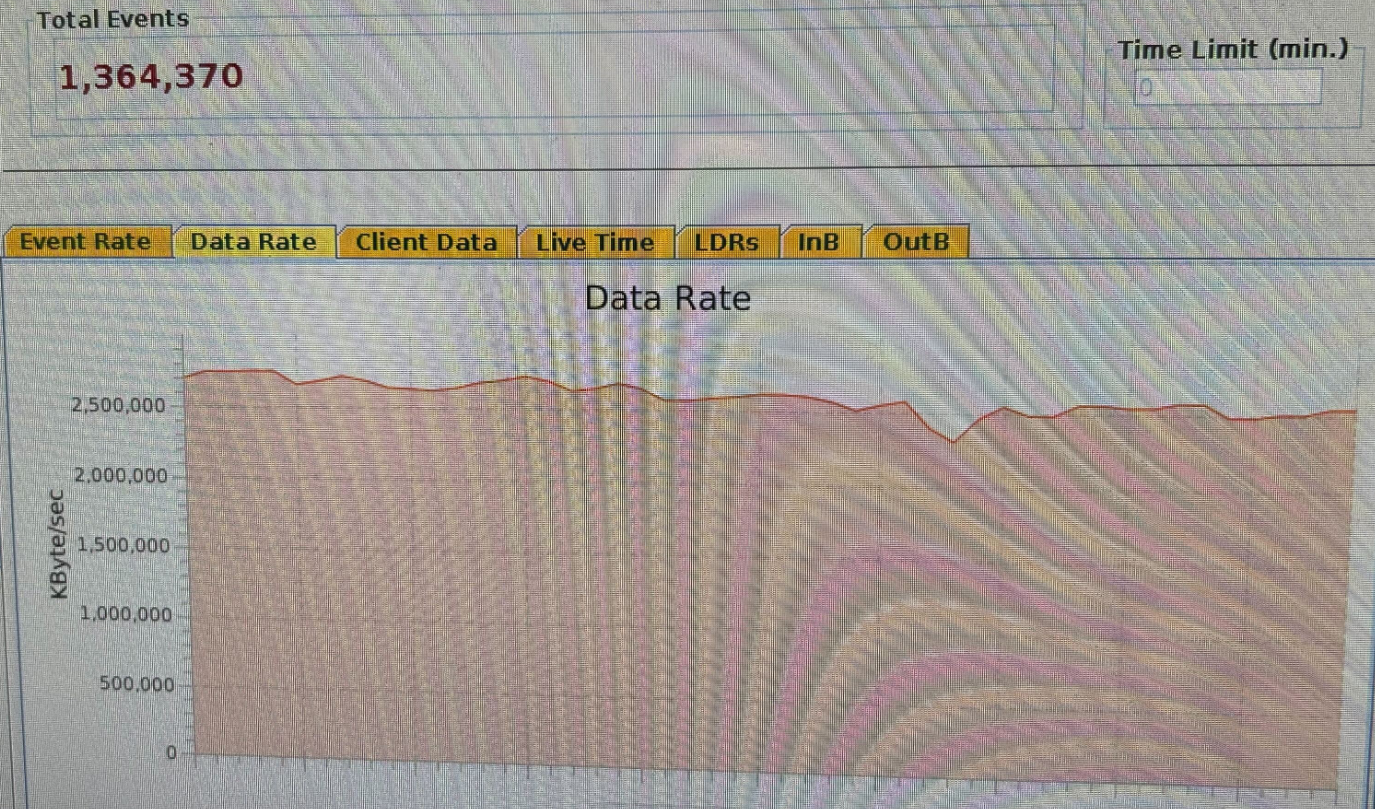 Total Events
1,364,370
Time Limit (min.)
0
Event Rate
Data Rate
Client Data
Live Time
LDRs
InB
OutB
Data Rate
KByte/sec
2,500,000
2,000,000
1,500,000
1,000,000
500,000
0